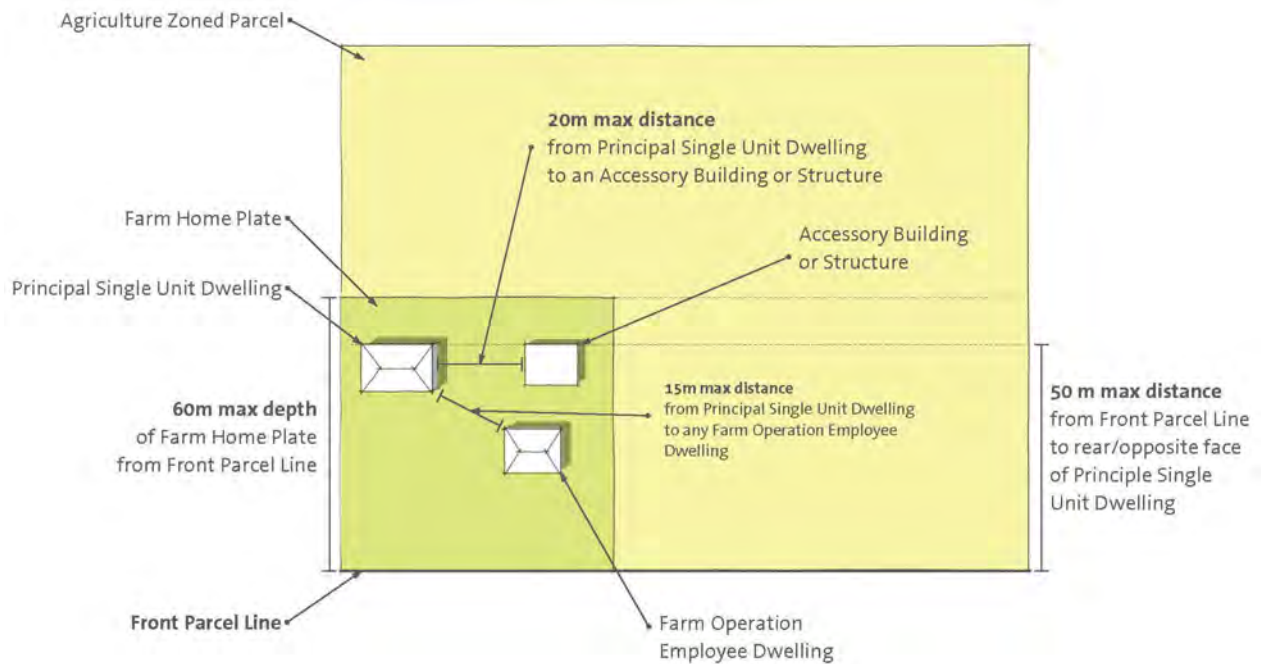 Agriculture Zoned Parcel
20m max distance
from Principal Single Unit Dwelling
to an Accessory Building or Structure
Farm Home Plate
Accessory Building
or Structure
Principal Single Unit Dwelling
15m max distance
from Principal Single Unit Dwelling
to any Farm Operation Employee
Dwelling
60m max depth
of Farm Home Plate
from Front Parcel Line
50 m max distance
from Front Parcel Line
to rear/opposite face
of Principle Single
Unit Dwelling
Front Parcel Line
Farm Operation
Employee Dwelling